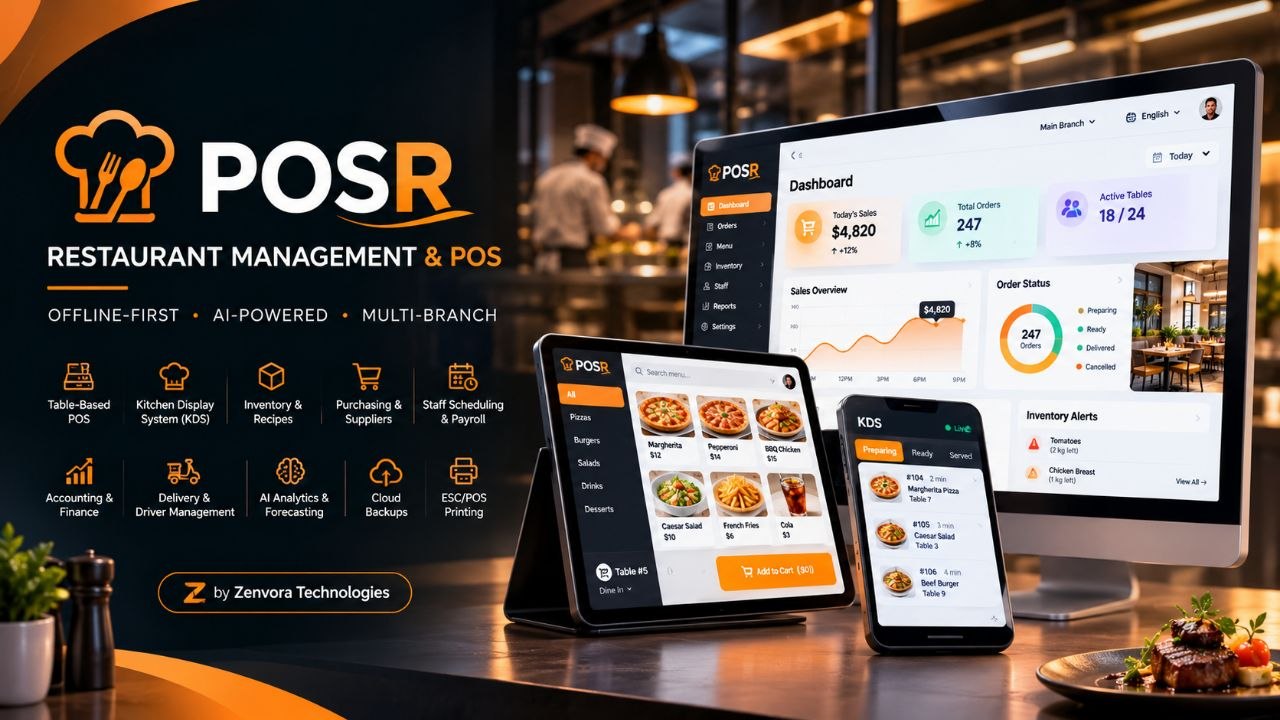 POSR
RESTAURANT MANAGEMENT & POS
OFFLINE-FIRST • AI-POWERED • MULTI-BRANCH
Table-Based
POS
Kitchen Display
System (KDS)
Inventory &
Recipes
Purchasing &
Suppliers
Staff Scheduling
& Payroll
Accounting &
Finance
Delivery &
Driver Management
AI Analytics &
Forecasting
Cloud
Backups
ESC/POS
Printing
Z by Zenvora Technologies
POSR
Search menu...
All
Pizzas
Burgers
Salads
Drinks
Desserts
Margherita
$12
Pepperoni
$14
BBQ Chicken
$15
Caesar Salad
$10
French Fries
$6
Cola
$3
Table #5
Dine In
Add to Cart ($0)
KDS
Live
Preparing
Ready
Served
#104 2 min
Margherita Pizza
Table 7
#105 3 min
Caesar Salad
Table 3
#106 4 min
Beef Burger
Table 9
POSR
Main Branch
English
Dashboard
Orders
Menu
Inventory
Staff
Reports
Settings
Dashboard
Today
Today's Sales
$4,820
↑ +12%
Total Orders
247
↑ +8%
Active Tables
18 / 24
Sales Overview
$4,820
12PM
3PM
6PM
9PM
Order Status
247
Orders
Preparing
Ready
Delivered
Cancelled
Inventory Alerts
Tomatoes
(2 kg left)
Chicken Breast
(1 kg left)
View All →